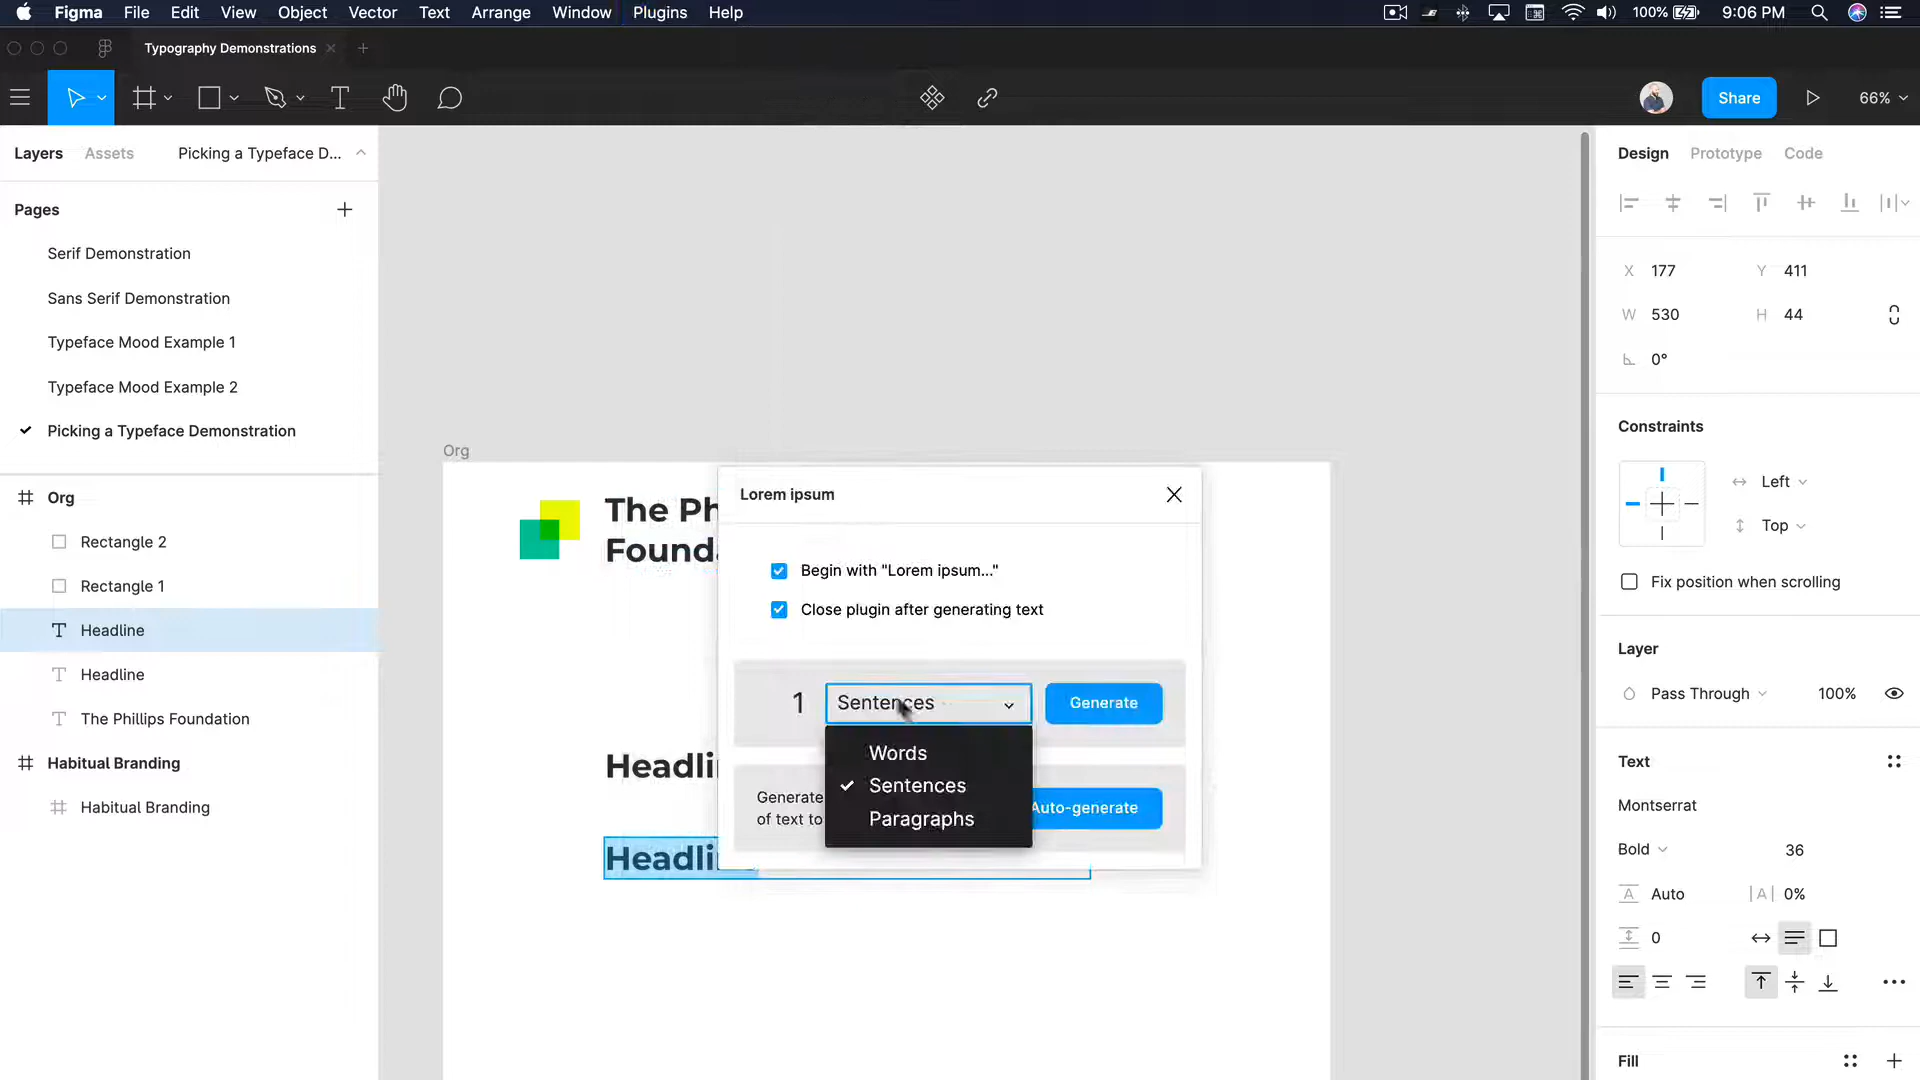 Figma File Edit View Object Vector Text Arrange Window Plugins Help 100% 9:06 PM
Typography Demonstrations
Share 66%
Layers Assets Picking a Typeface D...
Pages
Serif Demonstration
Sans Serif Demonstration
Typeface Mood Example 1
Typeface Mood Example 2
Picking a Typeface Demonstration
Org
Rectangle 2
Rectangle 1
Headline
Headline
The Phillips Foundation
Habitual Branding
Habitual Branding
Org
The Ph
Founda
Headli
Headli
Lorem ipsum
Begin with "Lorem ipsum..."
Close plugin after generating text
1 Sentences Generate
Words
Sentences
Paragraphs
Generate
of text to
Auto-generate
Design Prototype Code
X 177 Y 411
W 530 H 44
0°
Constraints
Left
Top
Fix position when scrolling
Layer
Pass Through 100%
Text
Montserrat
Bold 36
A Auto |A| 0%
0
Fill